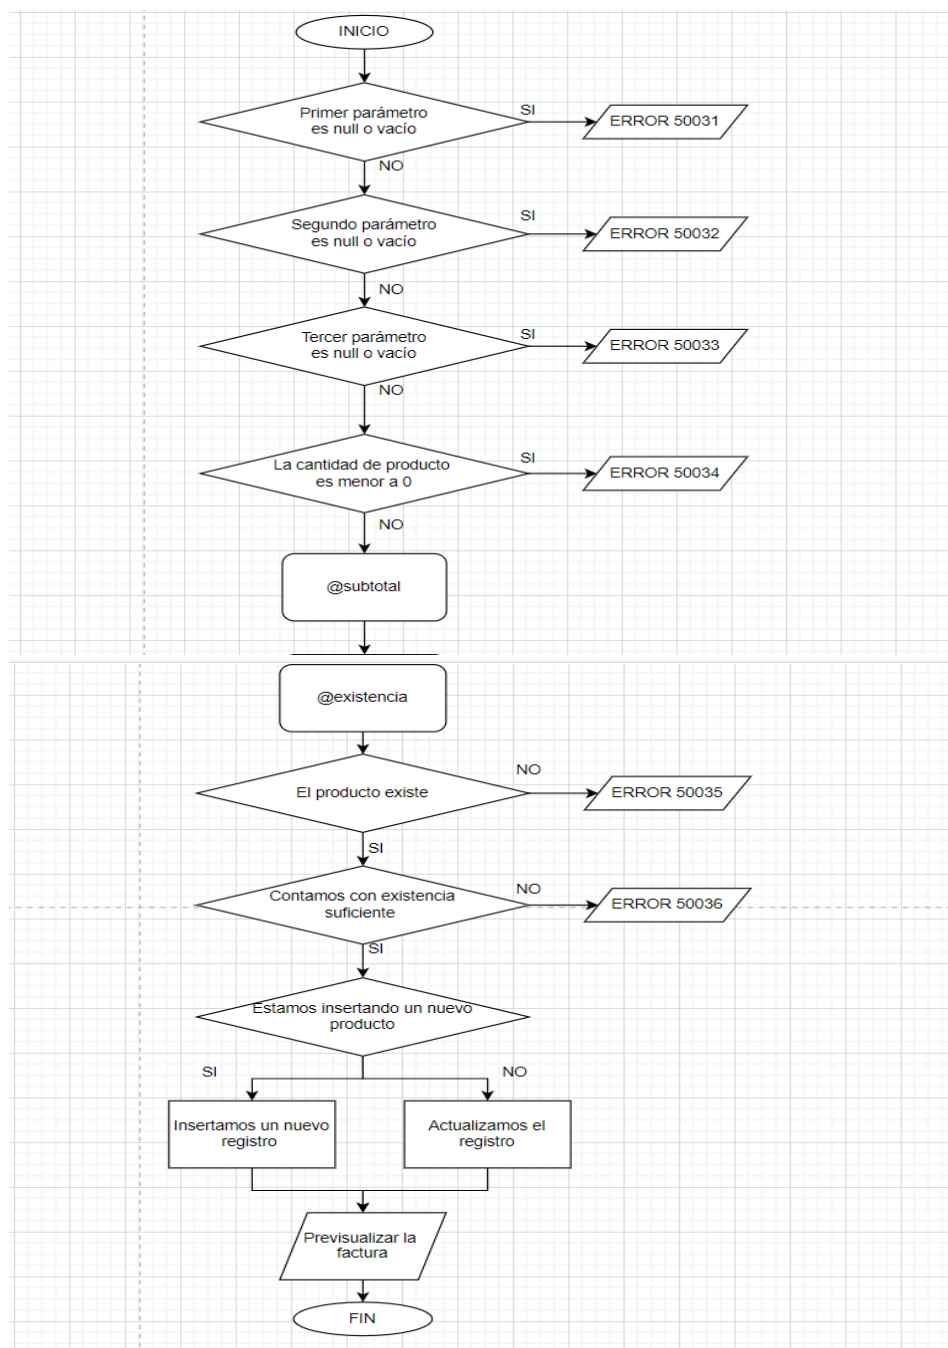 INICIO
Primer parámetro
es null o vacío
SI
ERROR 50031
NO
Segundo parámetro
es null o vacío
SI
ERROR 50032
NO
Tercer parámetro
es null o vacío
SI
ERROR 50033
NO
La cantidad de producto
es menor a 0
SI
ERROR 50034
NO
@subtotal
@existencia
El producto existe
NO
ERROR 50035
SI
Contamos con existencia
suficiente
NO
ERROR 50036
SI
Estamos insertando un nuevo
producto
SI
NO
Insertamos un nuevo
registro
Actualizamos el
registro
Previsualizar la
factura
FIN